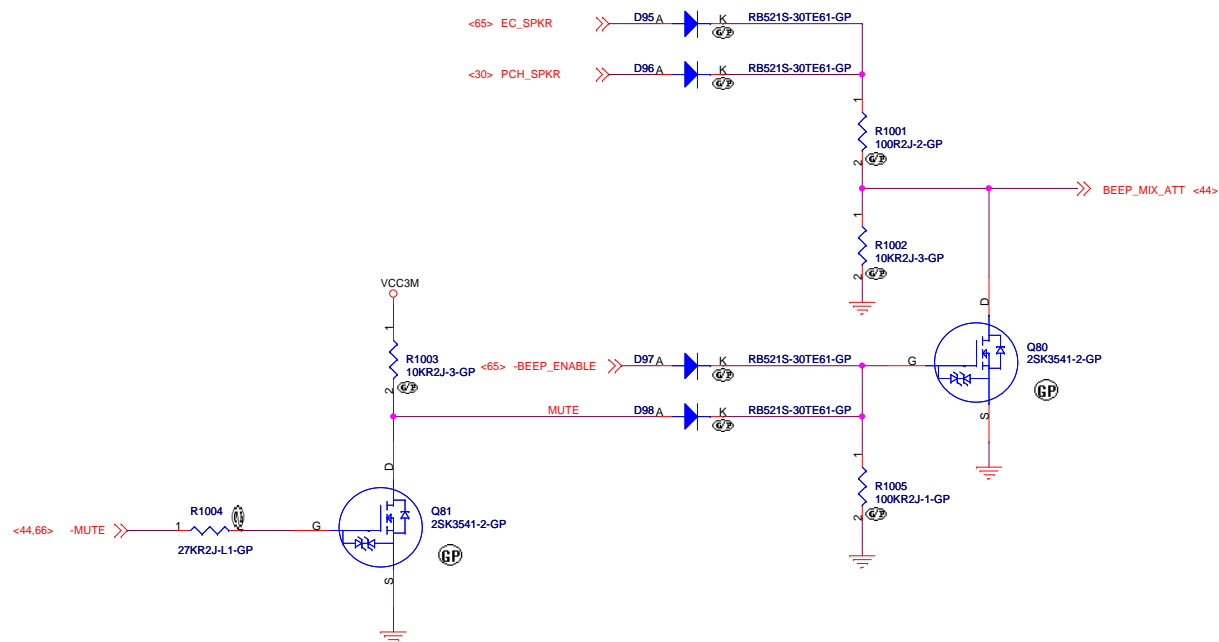 <65> EC_SPKR D95 A K RB521S-30TE61-GP
G/P
<30> PCH_SPKR D96 A K RB521S-30TE61-GP
G/P
1
R1001
100R2J-2-GP
2 G/P
BEEP_MIX_ATT <44>
1
R1002
10KR2J-3-GP
2 G/P
VCC3M
D
1
R1003
10KR2J-3-GP
2 G/P
<65> -BEEP_ENABLE D97 A K RB521S-30TE61-GP G
G/P
Q80
2SK3541-2-GP
GP
MUTE D98 A K RB521S-30TE61-GP
G/P
S
D
1
R1005
100KR2J-1-GP
2 G/P
<44,66> -MUTE 1 R1004 G
27KR2J-L1-GP
Q81
2SK3541-2-GP
GP
S